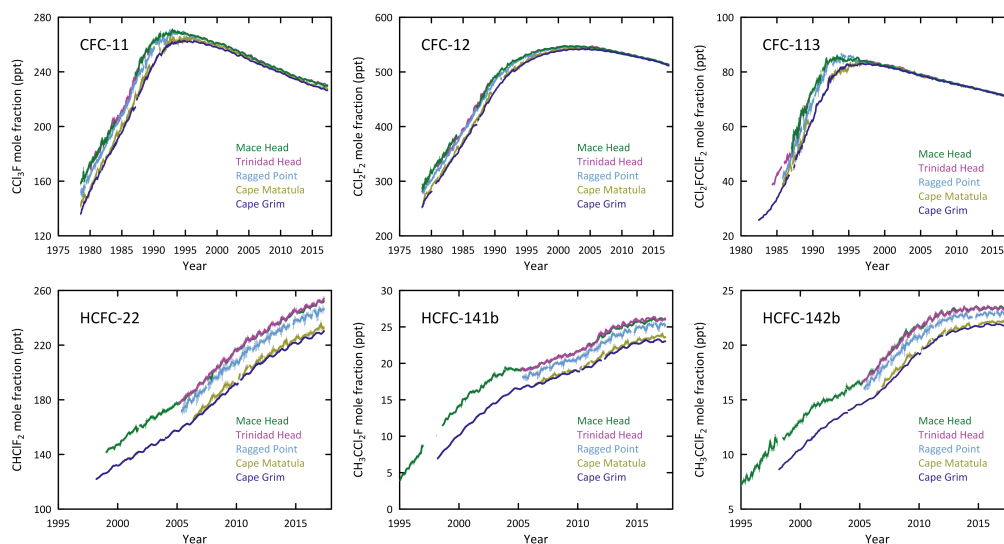 CFC-11
CCl3F mole fraction (ppt)
280
240
200
160
120
1975 1980 1985 1990 1995 2000 2005 2010 2015
Year
Mace Head
Trinidad Head
Ragged Point
Cape Matatula
Cape Grim
CFC-12
CCl2F2 mole fraction (ppt)
600
500
400
300
200
1975 1980 1985 1990 1995 2000 2005 2010 2015
Year
Mace Head
Trinidad Head
Ragged Point
Cape Matatula
Cape Grim
CFC-113
CCl2FCClF2 mole fraction (ppt)
100
80
60
40
20
1980 1985 1990 1995 2000 2005 2010 2015
Year
Mace Head
Trinidad Head
Ragged Point
Cape Matatula
Cape Grim
HCFC-22
CHClF2 mole fraction (ppt)
260
220
180
140
100
1995 2000 2005 2010 2015
Year
Mace Head
Trinidad Head
Ragged Point
Cape Matatula
Cape Grim
HCFC-141b
CH3CCl2F mole fraction (ppt)
30
25
20
15
10
5
0
1995 2000 2005 2010 2015
Year
Mace Head
Trinidad Head
Ragged Point
Cape Matatula
Cape Grim
HCFC-142b
CH3CClF2 mole fraction (ppt)
25
20
15
10
5
1995 2000 2005 2010 2015
Year
Mace Head
Trinidad Head
Ragged Point
Cape Matatula
Cape Grim